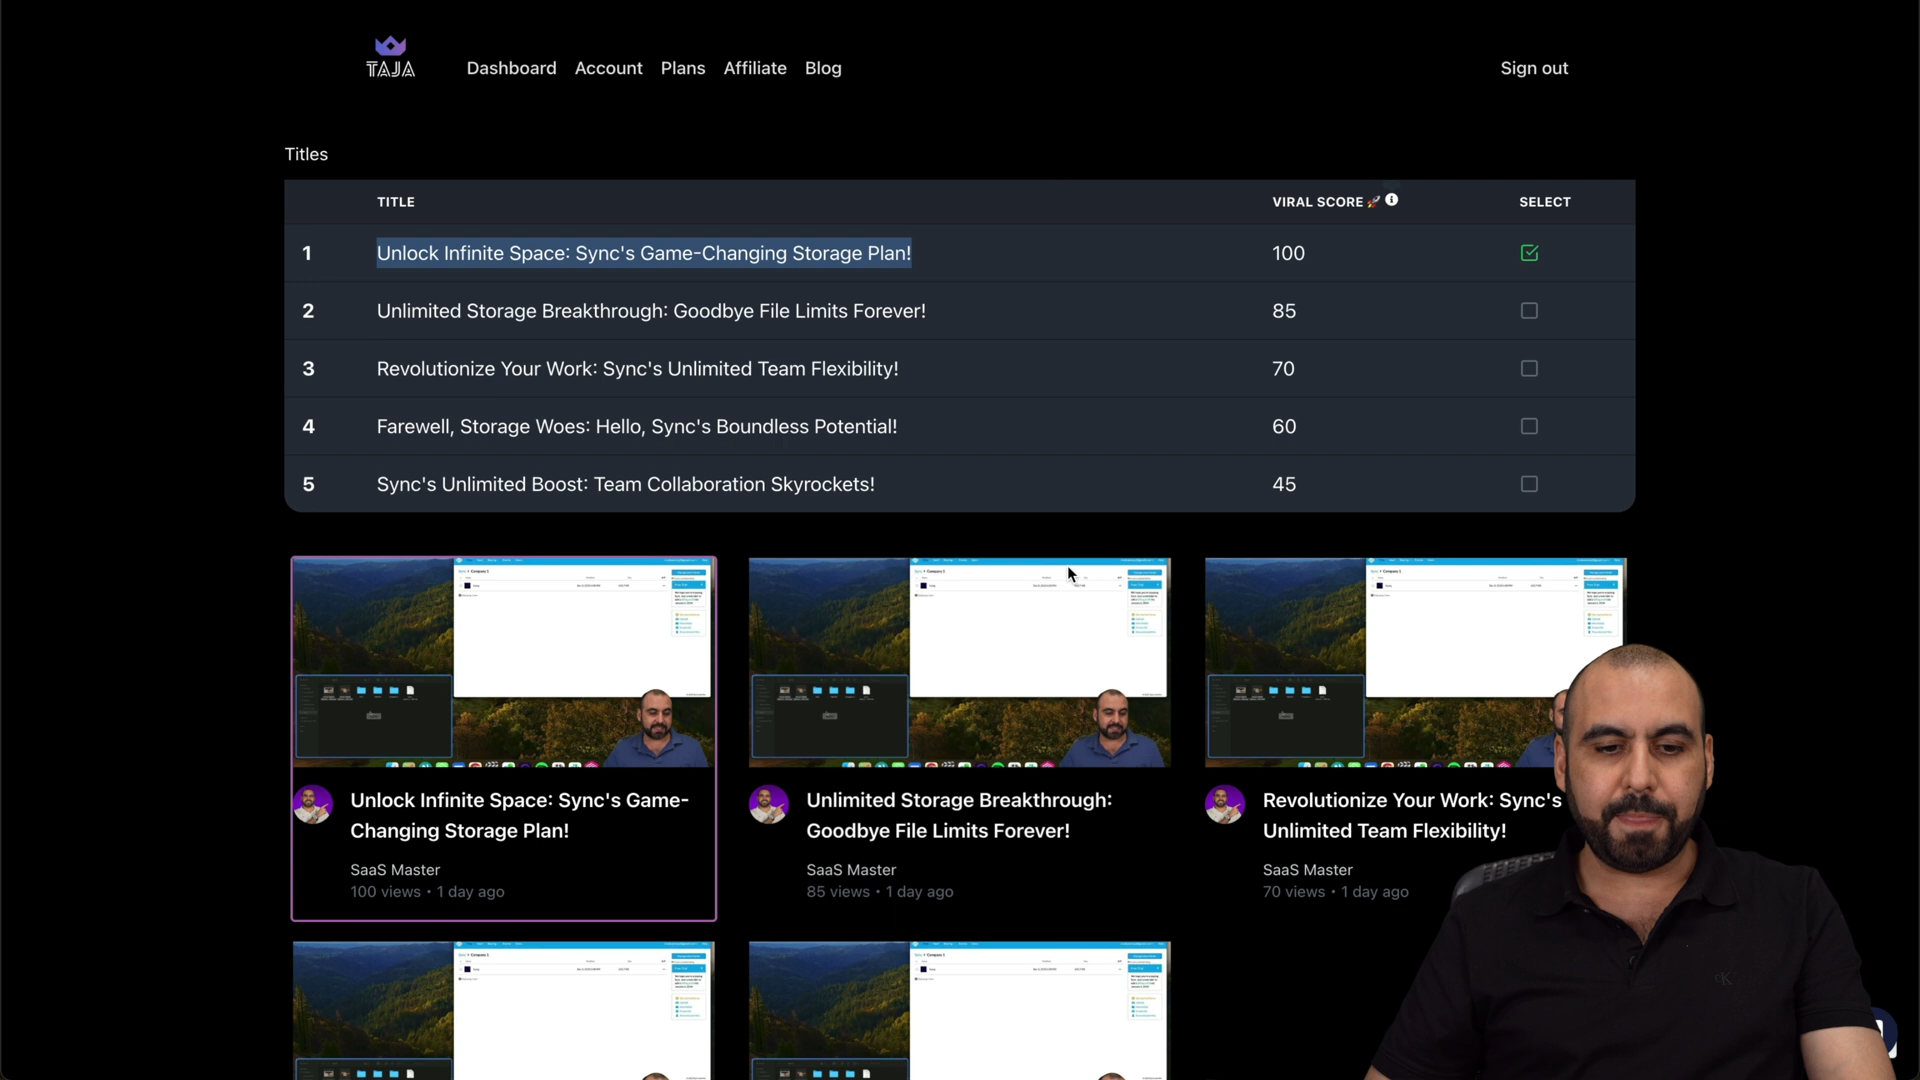 TAJA
Dashboard Account Plans Affiliate Blog Sign out
Titles
TITLE VIRAL SCORE 🚀 SELECT
1 Unlock Infinite Space: Sync's Game-Changing Storage Plan! 100
2 Unlimited Storage Breakthrough: Goodbye File Limits Forever! 85
3 Revolutionize Your Work: Sync's Unlimited Team Flexibility! 70
4 Farewell, Storage Woes: Hello, Sync's Boundless Potential! 60
5 Sync's Unlimited Boost: Team Collaboration Skyrockets! 45
Unlock Infinite Space: Sync's Game-
Changing Storage Plan!
SaaS Master
100 views • 1 day ago
Unlimited Storage Breakthrough:
Goodbye File Limits Forever!
SaaS Master
85 views • 1 day ago
Revolutionize Your Work: Sync's
Unlimited Team Flexibility!
SaaS Master
70 views • 1 day ago